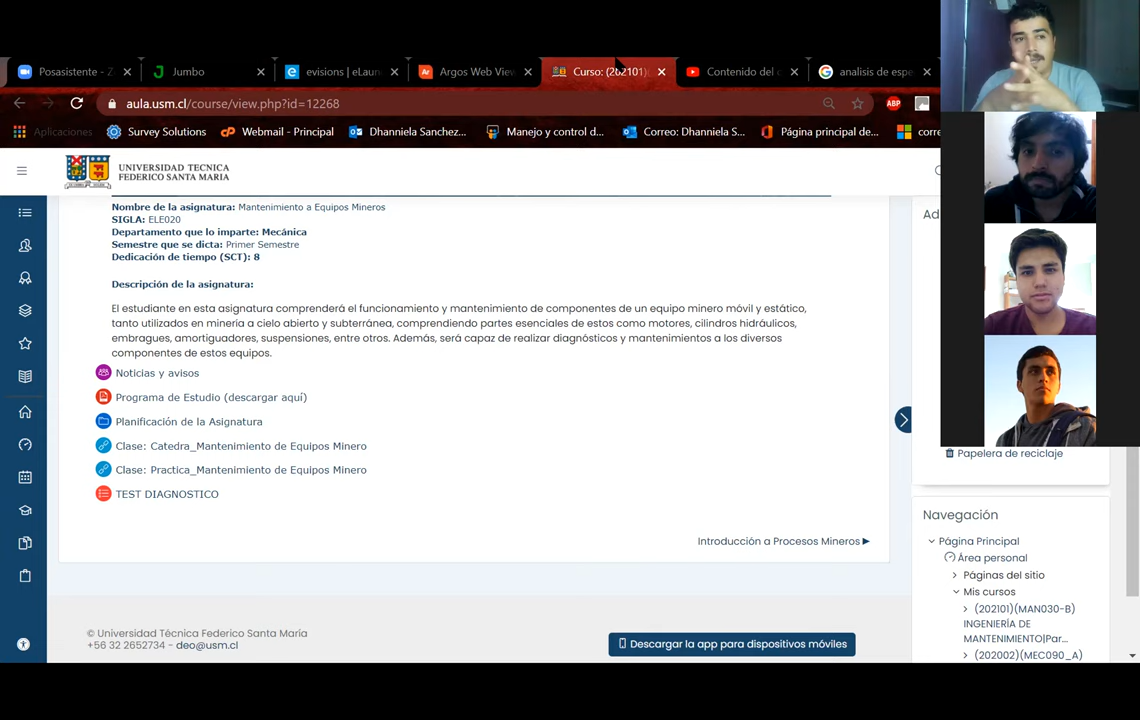 Posasistente - Z
Jumbo
evisions | eLaun
Argos Web View
Curso: (202101)(
Contenido del c
analisis de espe
aula.usm.cl/course/view.php?id=12268
ABP
Aplicaciones
Survey Solutions
Webmail - Principal
Dhanniela Sanchez...
Manejo y control d...
Correo: Dhanniela S...
Página principal de...
corre
UNIVERSIDAD TECNICA
FEDERICO SANTA MARIA
Nombre de la asignatura: Mantenimiento a Equipos Mineros
SIGLA: ELE020
Departamento que lo imparte: Mecánica
Semestre que se dicta: Primer Semestre
Dedicación de tiempo (SCT): 8
Descripción de la asignatura:
El estudiante en esta asignatura comprenderá el funcionamiento y mantenimiento de componentes de un equipo minero móvil y estático,
tanto utilizados en minería a cielo abierto y subterránea, comprendiendo partes esenciales de estos como motores, cilindros hidráulicos,
embragues, amortiguadores, suspensiones, entre otros. Además, será capaz de realizar diagnósticos y mantenimientos a los diversos
componentes de estos equipos.
Noticias y avisos
Programa de Estudio (descargar aquí)
Planificación de la Asignatura
Clase: Catedra_Mantenimiento de Equipos Minero
Clase: Practica_Mantenimiento de Equipos Minero
TEST DIAGNOSTICO
Introducción a Procesos Mineros
Ad
Papelera de reciclaje
Navegación
Página Principal
Área personal
Páginas del sitio
Mis cursos
(202101)(MAN030-B)
INGENIERÍA DE
MANTENIMIENTO|Par...
(202002)(MEC090_A)
© Universidad Técnica Federico Santa María
+56 32 2652734 - deo@usm.cl
Descargar la app para dispositivos móviles